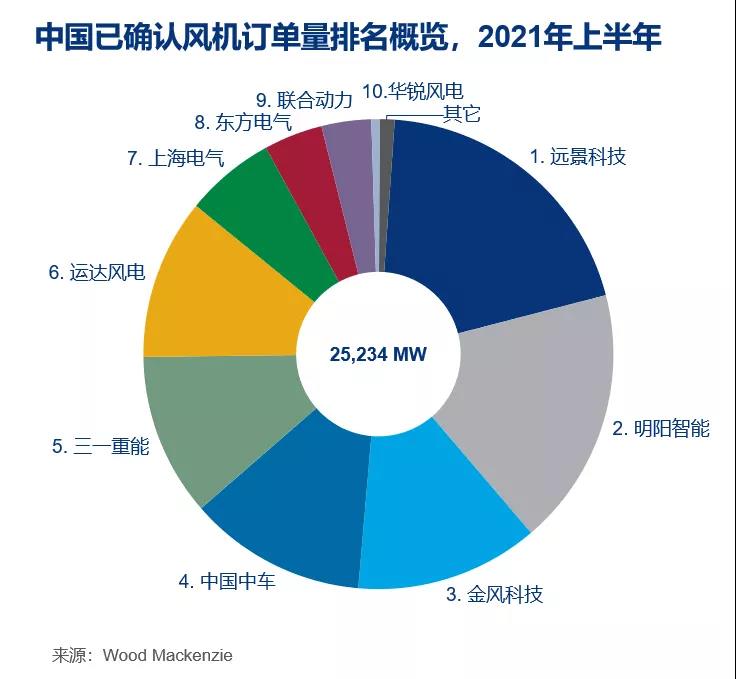 中国已确认风机订单量排名概览，2021年上半年
10.华锐风电
其它
1. 远景科技
2. 明阳智能
3. 金风科技
4. 中国中车
5. 三一重能
6. 运达风电
7. 上海电气
8. 东方电气
9. 联合动力
25,234 MW
来源：Wood Mackenzie